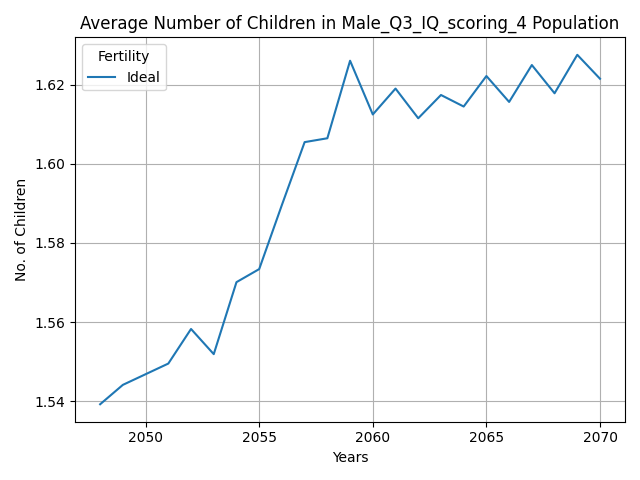 Average Number of Children in Male_Q3_IQ_scoring_4 Population
Fertility
Ideal
No. of Children
1.62
1.60
1.58
1.56
1.54
2050
2055
2060
2065
2070
Years